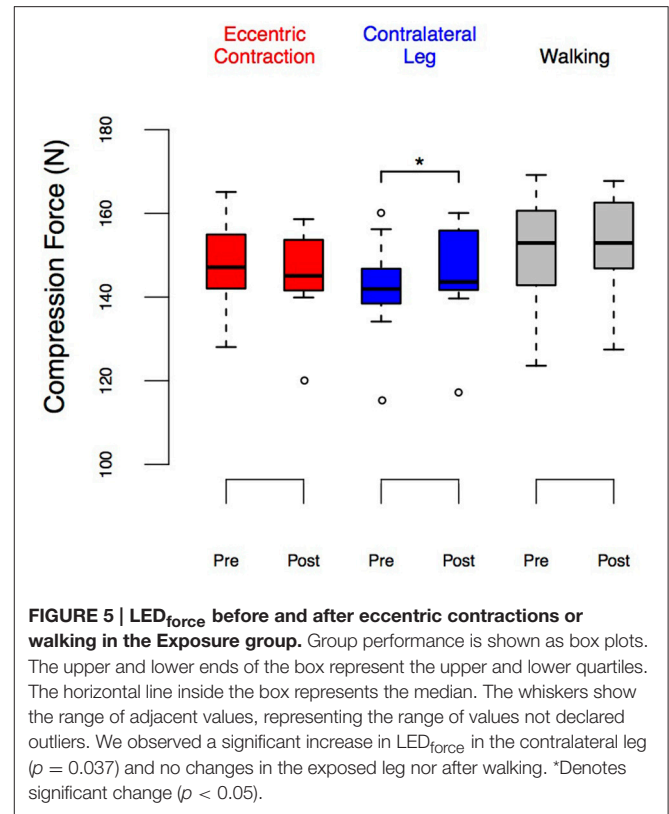 Eccentric Contralateral
Contraction Leg Walking
Compression Force (N)
180
160
140
120
100
*
Pre Post Pre Post Pre Post
FIGURE 5 | LEDforce before and after eccentric contractions or
walking in the Exposure group. Group performance is shown as box plots.
The upper and lower ends of the box represent the upper and lower quartiles.
The horizontal line inside the box represents the median. The whiskers show
the range of adjacent values, representing the range of values not declared
outliers. We observed a significant increase in LEDforce in the contralateral leg
(p = 0.037) and no changes in the exposed leg nor after walking. *Denotes
significant change (p < 0.05).